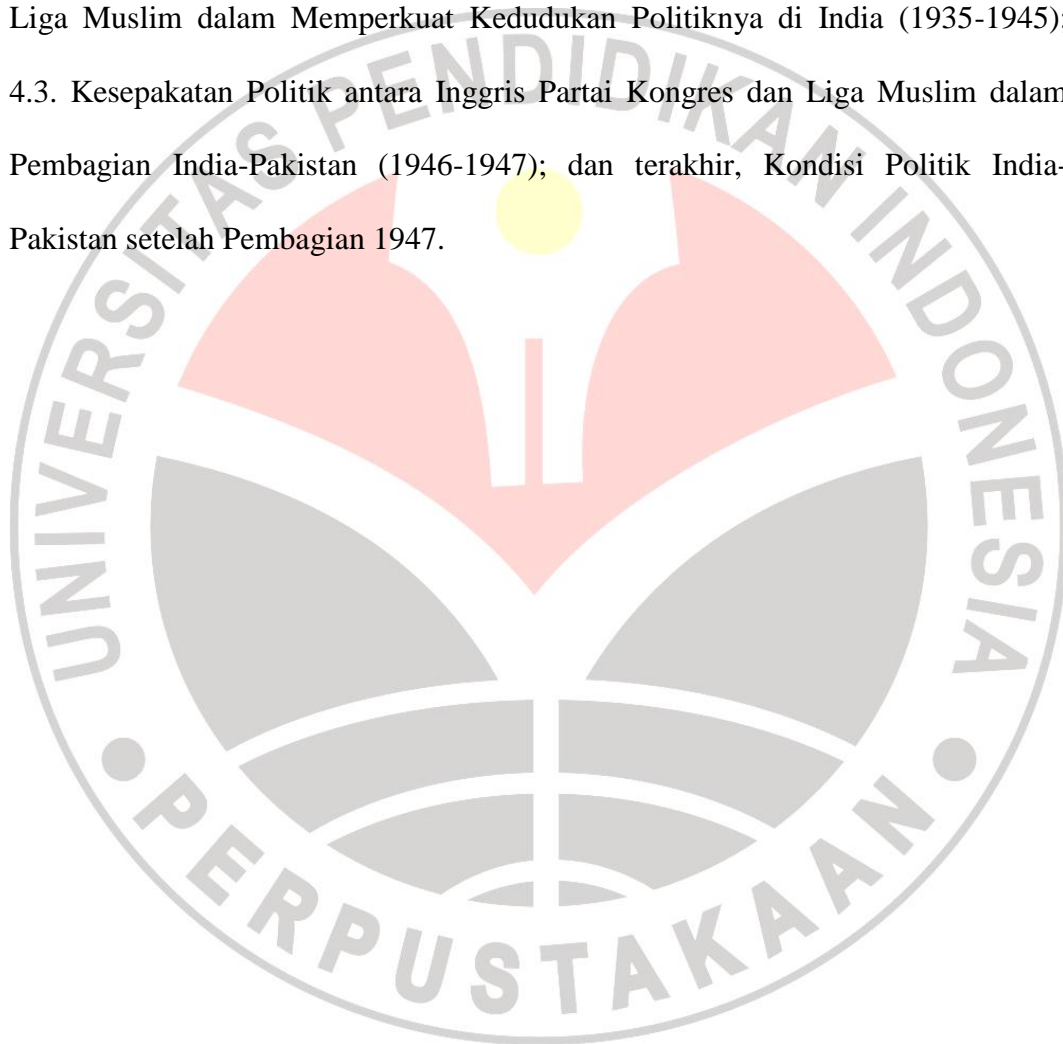 Liga Muslim dalam Memperkuat Kedudukan Politiknya di India (1935-1945);
4.3. Kesepakatan Politik antara Inggris Partai Kongres dan Liga Muslim dalam
Pembagian India-Pakistan (1946-1947); dan terakhir, Kondisi Politik India-
Pakistan setelah Pembagian 1947.
UNIVERSITAS PENDIDIKAN INDONESIA
PERPUSTAKAAN